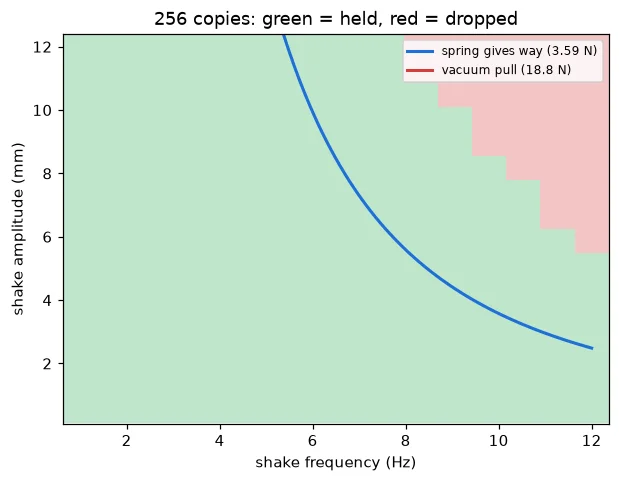 256 copies: green = held, red = dropped
spring gives way (3.59 N)
vacuum pull (18.8 N)
shake amplitude (mm)
12
10
8
6
4
2
2 4 6 8 10 12
shake frequency (Hz)